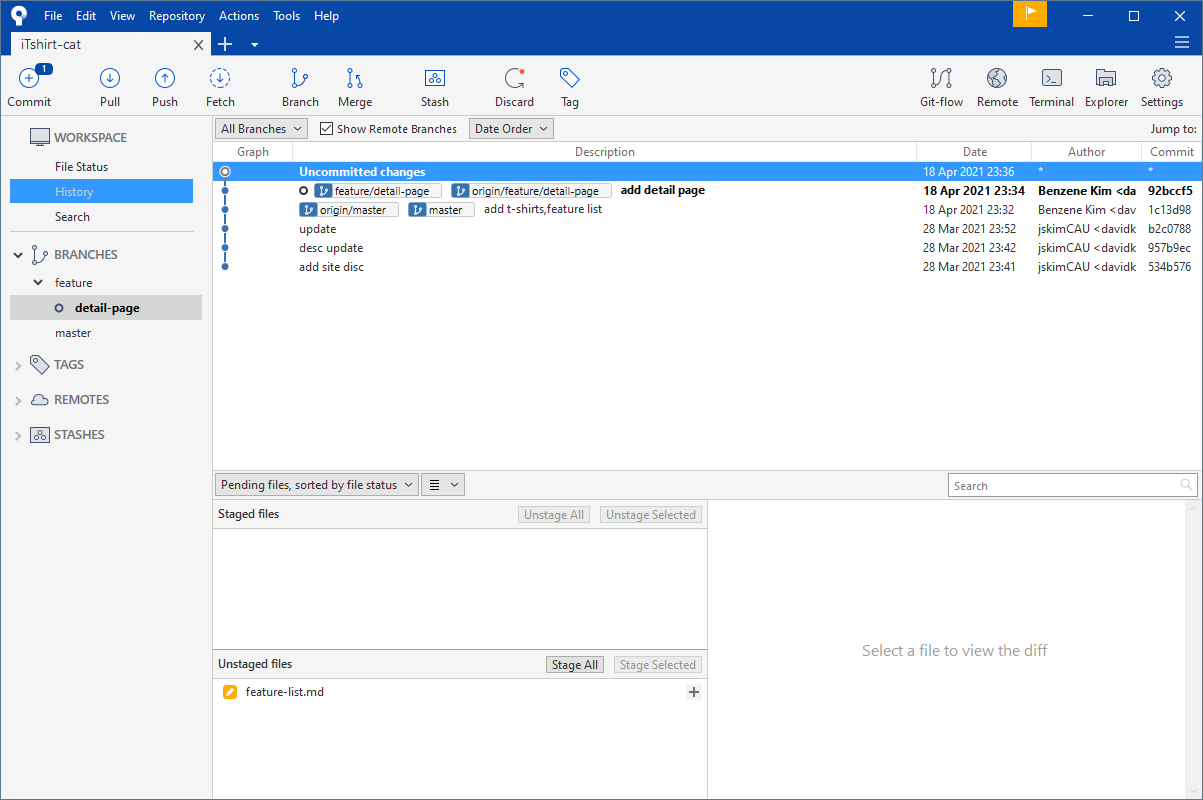 File Edit View Repository Actions Tools Help
iTshirt-cat
1
Commit Pull Push Fetch Branch Merge Stash Discard Tag Git-flow Remote Terminal Explorer Settings
WORKSPACE
File Status
History
Search
BRANCHES
feature
detail-page
master
TAGS
REMOTES
STASHES
All Branches Show Remote Branches Date Order Jump to:
Graph Description Date Author Commit
Uncommitted changes 18 Apr 2021 23:36 * *
feature/detail-page origin/feature/detail-page add detail page 18 Apr 2021 23:34 Benzene Kim <da 92bccf5
origin/master master add t-shirts,feature list 18 Apr 2021 23:32 Benzene Kim <dav 1c13d98
update 28 Mar 2021 23:52 jskimCAU <davidk b2c0788
desc update 28 Mar 2021 23:42 jskimCAU <davidk 957b9ec
add site disc 28 Mar 2021 23:41 jskimCAU <davidk 534b576
Pending files, sorted by file status Search
Staged files Unstage All Unstage Selected
Unstaged files Stage All Stage Selected
feature-list.md
Select a file to view the diff